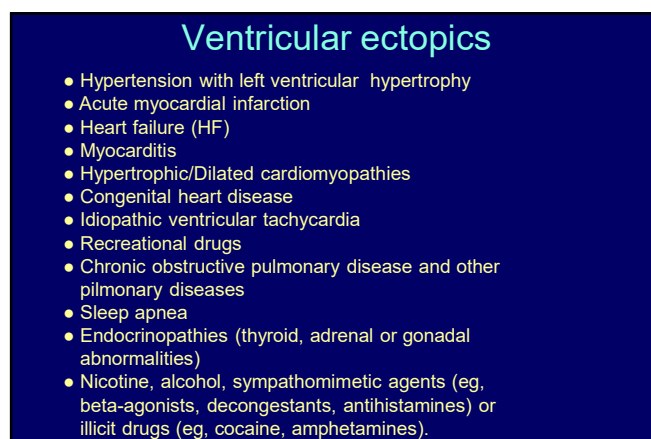 Ventricular ectopics
● Hypertension with left ventricular hypertrophy
● Acute myocardial infarction
● Heart failure (HF)
● Myocarditis
● Hypertrophic/Dilated cardiomyopathies
● Congenital heart disease
● Idiopathic ventricular tachycardia
● Recreational drugs
● Chronic obstructive pulmonary disease and other
pilmonary diseases
● Sleep apnea
● Endocrinopathies (thyroid, adrenal or gonadal
abnormalities)
● Nicotine, alcohol, sympathomimetic agents (eg,
beta-agonists, decongestants, antihistamines) or
illicit drugs (eg, cocaine, amphetamines).